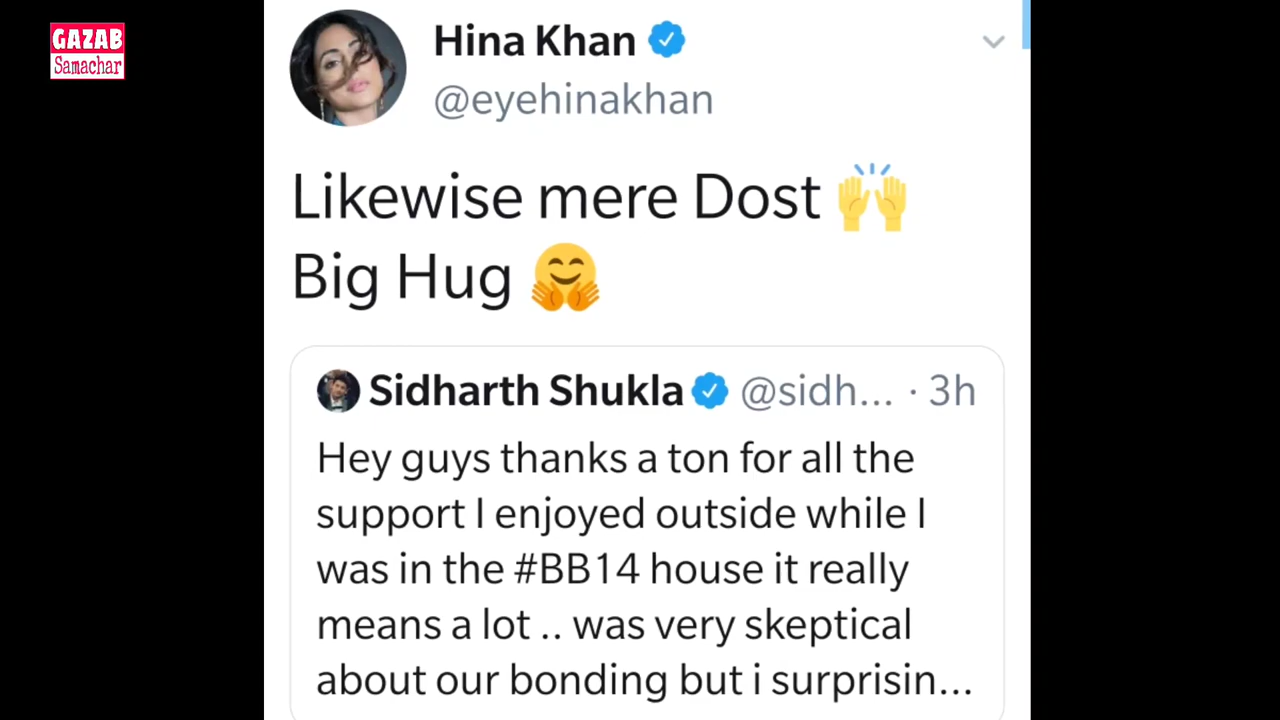 GAZAB
Samachar
Hina Khan
@eyehinakhan
Likewise mere Dost 🙌
Big Hug 🤗
Sidharth Shukla @sidh... · 3h
Hey guys thanks a ton for all the
support I enjoyed outside while I
was in the #BB14 house it really
means a lot .. was very skeptical
about our bonding but i surprisin...